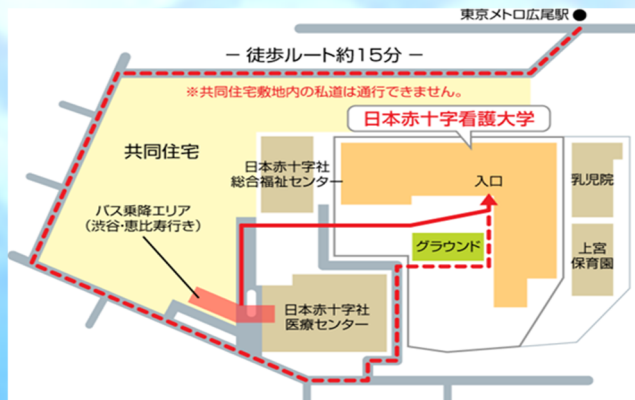 東京メトロ広尾駅
− 徒歩ルート約15分 −
※共同住宅敷地内の私道は通行できません。
日本赤十字看護大学
共同住宅
日本赤十字社
総合福祉センター
入口
乳児院
バス乗降エリア
(渋谷・恵比寿行き)
グラウンド
上宮
保育園
日本赤十字社
医療センター